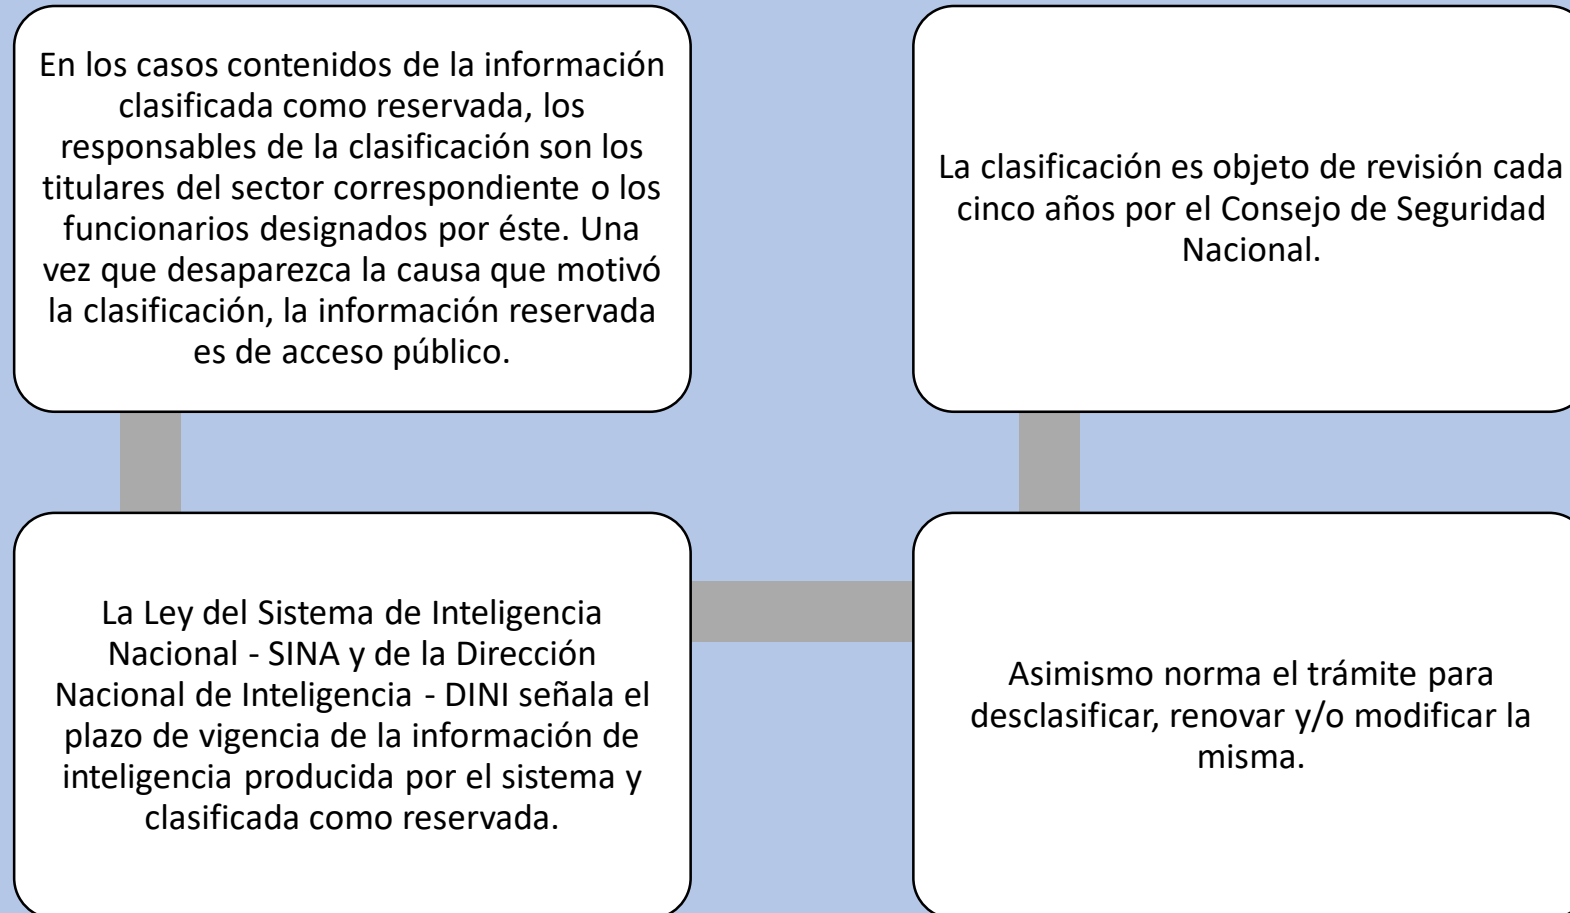 En los casos contenidos de la información
clasificada como reservada, los
responsables de la clasificación son los
titulares del sector correspondiente o los
funcionarios designados por éste. Una
vez que desaparezca la causa que motivó
la clasificación, la información reservada
es de acceso público.
La Ley del Sistema de Inteligencia
Nacional - SINA y de la Dirección
Nacional de Inteligencia - DINI señala el
plazo de vigencia de la información de
inteligencia producida por el sistema y
clasificada como reservada.
Asimismo norma el trámite para
desclasificar, renovar y/o modificar la
misma.
La clasificación es objeto de revisión cada
cinco años por el Consejo de Seguridad
Nacional.